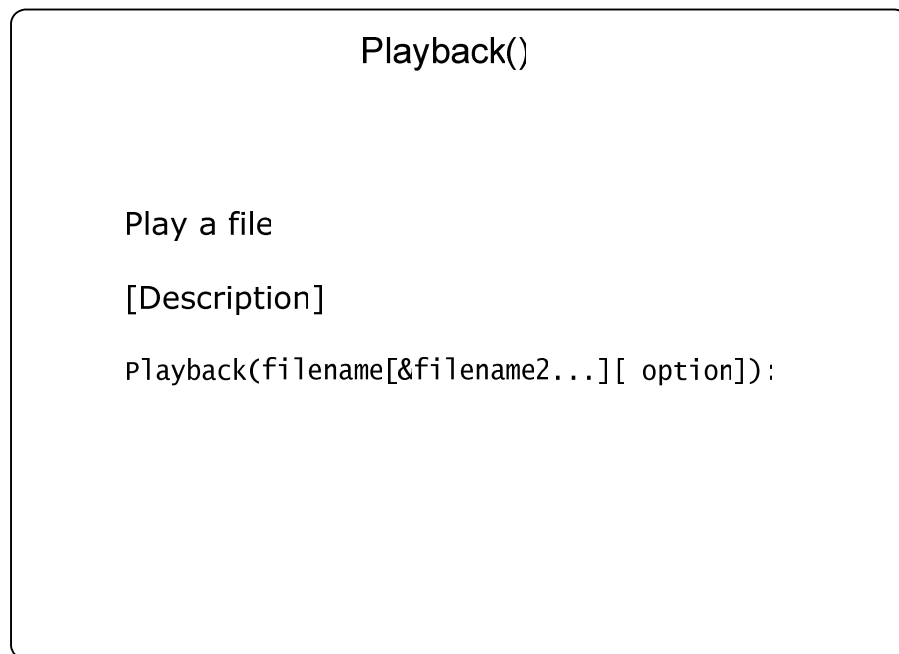 Playback()
Play a file
[Description]
Playback(filename[&filename2...][ option]):